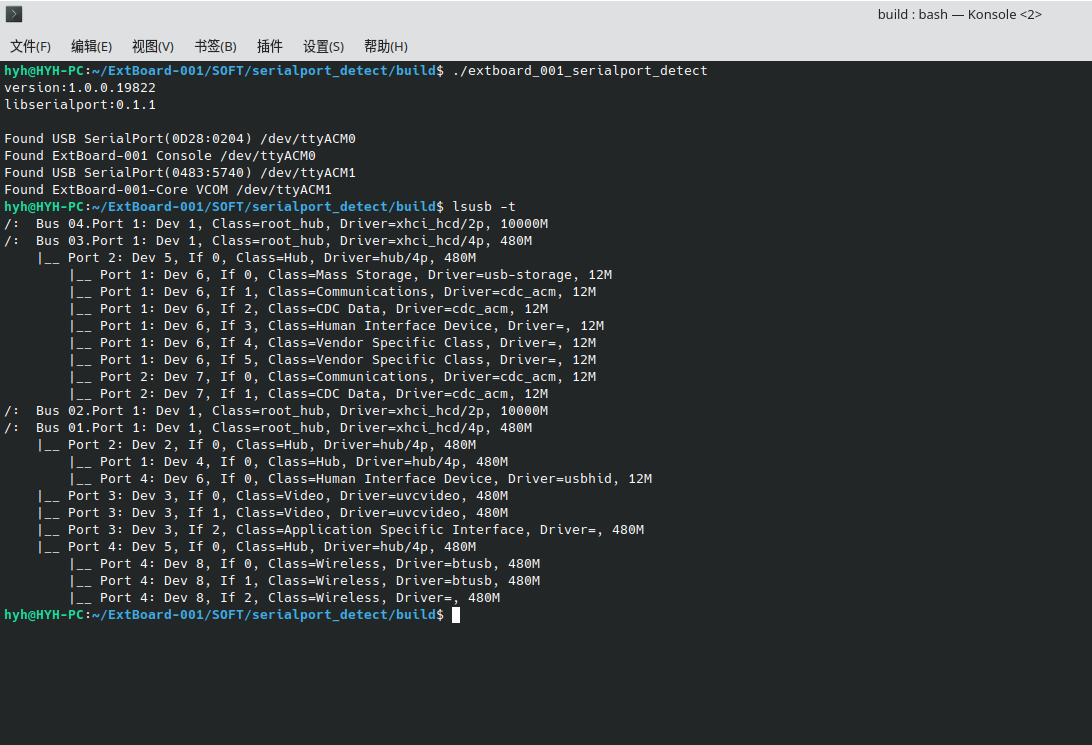 build : bash — Konsole <2>
文件(F) 编辑(E) 视图(V) 书签(B) 插件 设置(S) 帮助(H)
hyh@HYH-PC:~/ExtBoard-001/SOFT/serialport_detect/build$ ./extboard_001_serialport_detect
version:1.0.0.19822
libserialport:0.1.1

Found USB SerialPort(0D28:0204) /dev/ttyACM0
Found ExtBoard-001 Console /dev/ttyACM0
Found USB SerialPort(0483:5740) /dev/ttyACM1
Found ExtBoard-001-Core VCOM /dev/ttyACM1
hyh@HYH-PC:~/ExtBoard-001/SOFT/serialport_detect/build$ lsusb -t
/:  Bus 04.Port 1: Dev 1, Class=root_hub, Driver=xhci_hcd/2p, 10000M
/:  Bus 03.Port 1: Dev 1, Class=root_hub, Driver=xhci_hcd/4p, 480M
    |__ Port 2: Dev 5, If 0, Class=Hub, Driver=hub/4p, 480M
        |__ Port 1: Dev 6, If 0, Class=Mass Storage, Driver=usb-storage, 12M
        |__ Port 1: Dev 6, If 1, Class=Communications, Driver=cdc_acm, 12M
        |__ Port 1: Dev 6, If 2, Class=CDC Data, Driver=cdc_acm, 12M
        |__ Port 1: Dev 6, If 3, Class=Human Interface Device, Driver=, 12M
        |__ Port 1: Dev 6, If 4, Class=Vendor Specific Class, Driver=, 12M
        |__ Port 1: Dev 6, If 5, Class=Vendor Specific Class, Driver=, 12M
        |__ Port 2: Dev 7, If 0, Class=Communications, Driver=cdc_acm, 12M
        |__ Port 2: Dev 7, If 1, Class=CDC Data, Driver=cdc_acm, 12M
/:  Bus 02.Port 1: Dev 1, Class=root_hub, Driver=xhci_hcd/2p, 10000M
/:  Bus 01.Port 1: Dev 1, Class=root_hub, Driver=xhci_hcd/4p, 480M
    |__ Port 2: Dev 2, If 0, Class=Hub, Driver=hub/4p, 480M
        |__ Port 1: Dev 4, If 0, Class=Hub, Driver=hub/4p, 480M
        |__ Port 4: Dev 6, If 0, Class=Human Interface Device, Driver=usbhid, 12M
    |__ Port 3: Dev 3, If 0, Class=Video, Driver=uvcvideo, 480M
    |__ Port 3: Dev 3, If 1, Class=Video, Driver=uvcvideo, 480M
    |__ Port 3: Dev 3, If 2, Class=Application Specific Interface, Driver=, 480M
    |__ Port 4: Dev 5, If 0, Class=Hub, Driver=hub/4p, 480M
        |__ Port 4: Dev 8, If 0, Class=Wireless, Driver=btusb, 480M
        |__ Port 4: Dev 8, If 1, Class=Wireless, Driver=btusb, 480M
        |__ Port 4: Dev 8, If 2, Class=Wireless, Driver=, 480M
hyh@HYH-PC:~/ExtBoard-001/SOFT/serialport_detect/build$